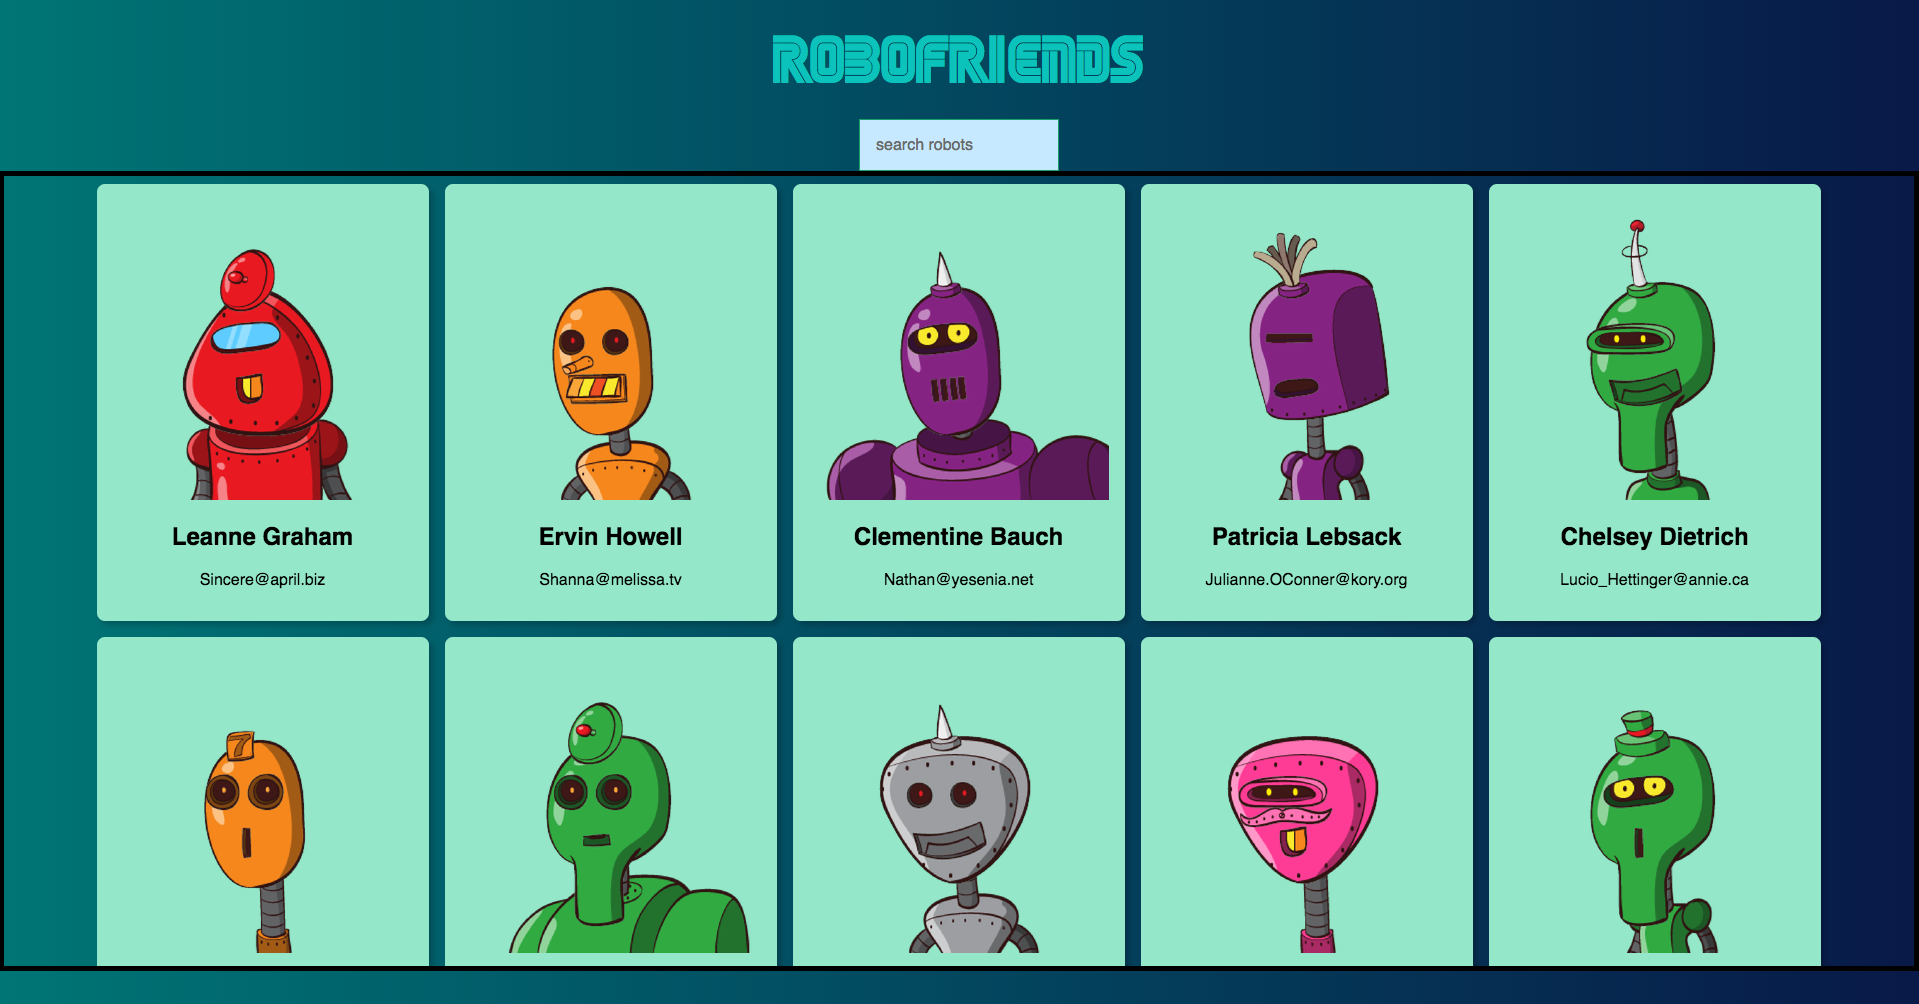 ROBOFRIENDS
search robots
Leanne Graham
Sincere@april.biz
Ervin Howell
Shanna@melissa.tv
Clementine Bauch
Nathan@yesenia.net
Patricia Lebsack
Julianne.OConner@kory.org
Chelsey Dietrich
Lucio_Hettinger@annie.ca
7